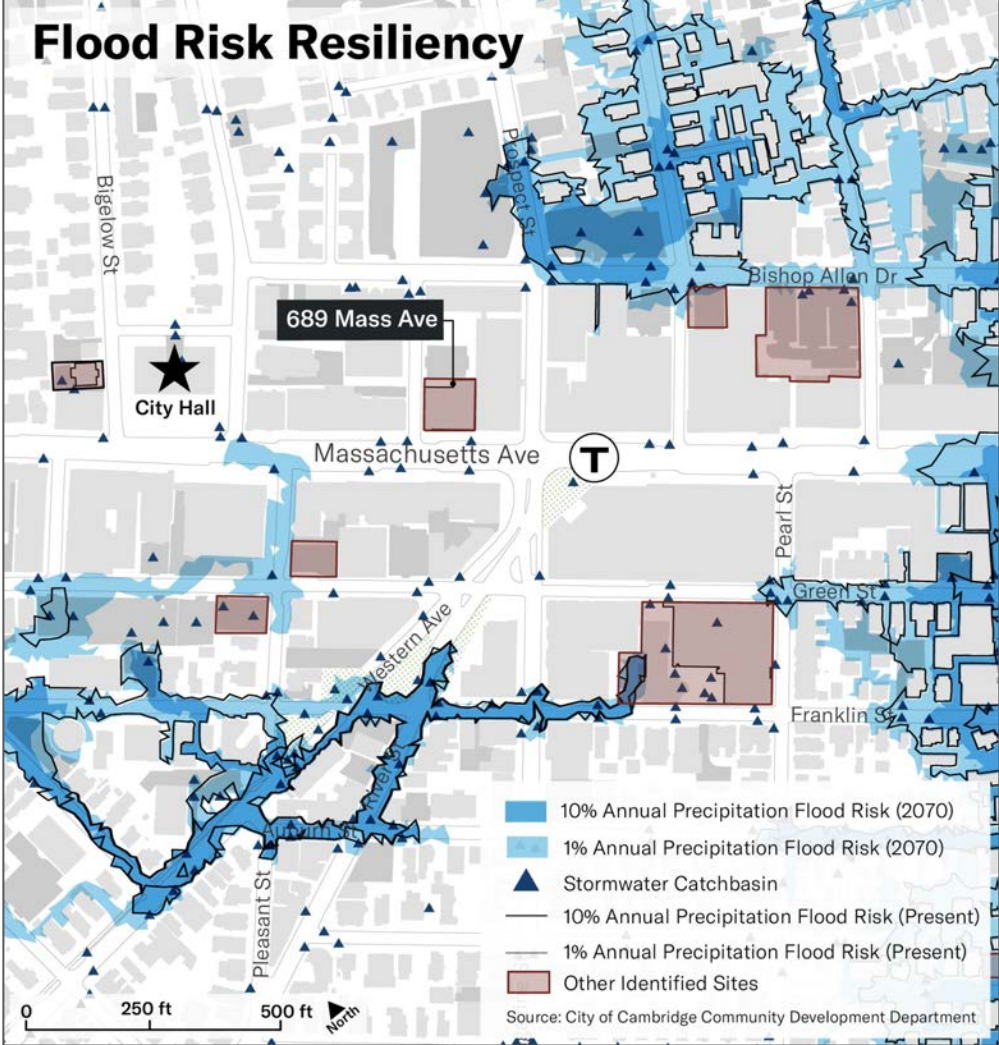 Flood Risk Resiliency
Prospect St
Bigelow St
Bishop Allen Dr
689 Mass Ave
City Hall
Massachusetts Ave
T
Pearl St
Green St
Western Ave
Franklin St
River St
Auburn St
Pleasant St
10% Annual Precipitation Flood Risk (2070)
1% Annual Precipitation Flood Risk (2070)
Stormwater Catchbasin
10% Annual Precipitation Flood Risk (Present)
1% Annual Precipitation Flood Risk (Present)
Other Identified Sites
0 250 ft 500 ft North
Source: City of Cambridge Community Development Department